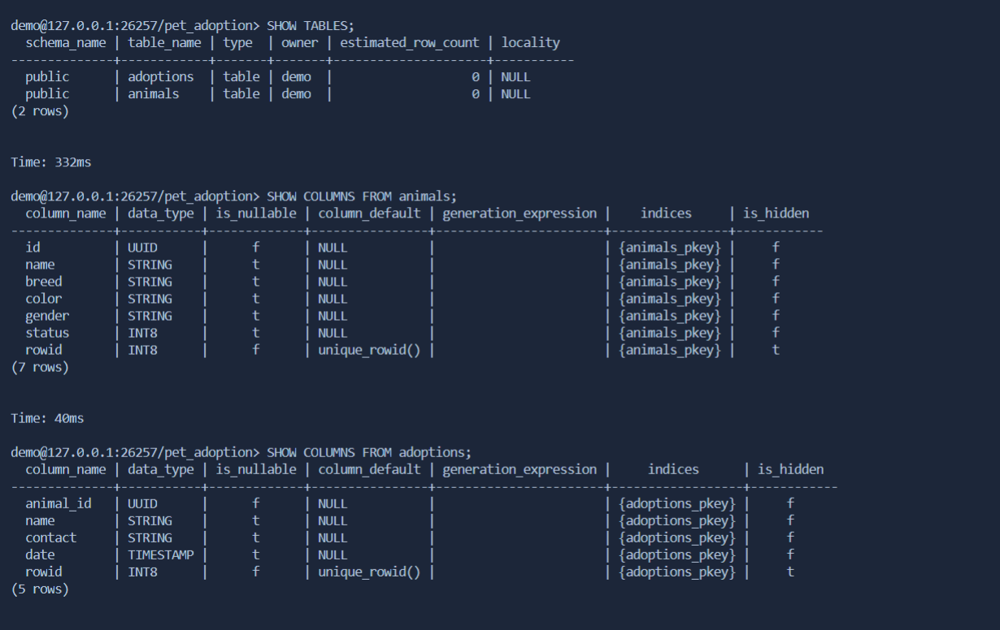 demo@127.0.0.1:26257/pet_adoption> SHOW TABLES;
  schema_name | table_name | type  | owner | estimated_row_count | locality
--------------+------------+-------+-------+---------------------+-----------
  public      | adoptions  | table | demo  |                   0 | NULL
  public      | animals    | table | demo  |                   0 | NULL
(2 rows)
Time: 332ms
demo@127.0.0.1:26257/pet_adoption> SHOW COLUMNS FROM animals;
  column_name | data_type | is_nullable | column_default | generation_expression |    indices     | is_hidden
--------------+-----------+-------------+----------------+-----------------------+----------------+------------
  id          | UUID      |      f      | NULL           |                       | {animals_pkey} |     f
  name        | STRING    |      t      | NULL           |                       | {animals_pkey} |     f
  breed       | STRING    |      t      | NULL           |                       | {animals_pkey} |     f
  color       | STRING    |      t      | NULL           |                       | {animals_pkey} |     f
  gender      | STRING    |      t      | NULL           |                       | {animals_pkey} |     f
  status      | INT8      |      t      | NULL           |                       | {animals_pkey} |     f
  rowid       | INT8      |      f      | unique_rowid() |                       | {animals_pkey} |     t
(7 rows)
Time: 40ms
demo@127.0.0.1:26257/pet_adoption> SHOW COLUMNS FROM adoptions;
  column_name | data_type | is_nullable | column_default | generation_expression |     indices      | is_hidden
--------------+-----------+-------------+----------------+-----------------------+------------------+------------
  animal_id   | UUID      |      f      | NULL           |                       | {adoptions_pkey} |     f
  name        | STRING    |      t      | NULL           |                       | {adoptions_pkey} |     f
  contact     | STRING    |      t      | NULL           |                       | {adoptions_pkey} |     f
  date        | TIMESTAMP |      t      | NULL           |                       | {adoptions_pkey} |     f
  rowid       | INT8      |      f      | unique_rowid() |                       | {adoptions_pkey} |     t
(5 rows)